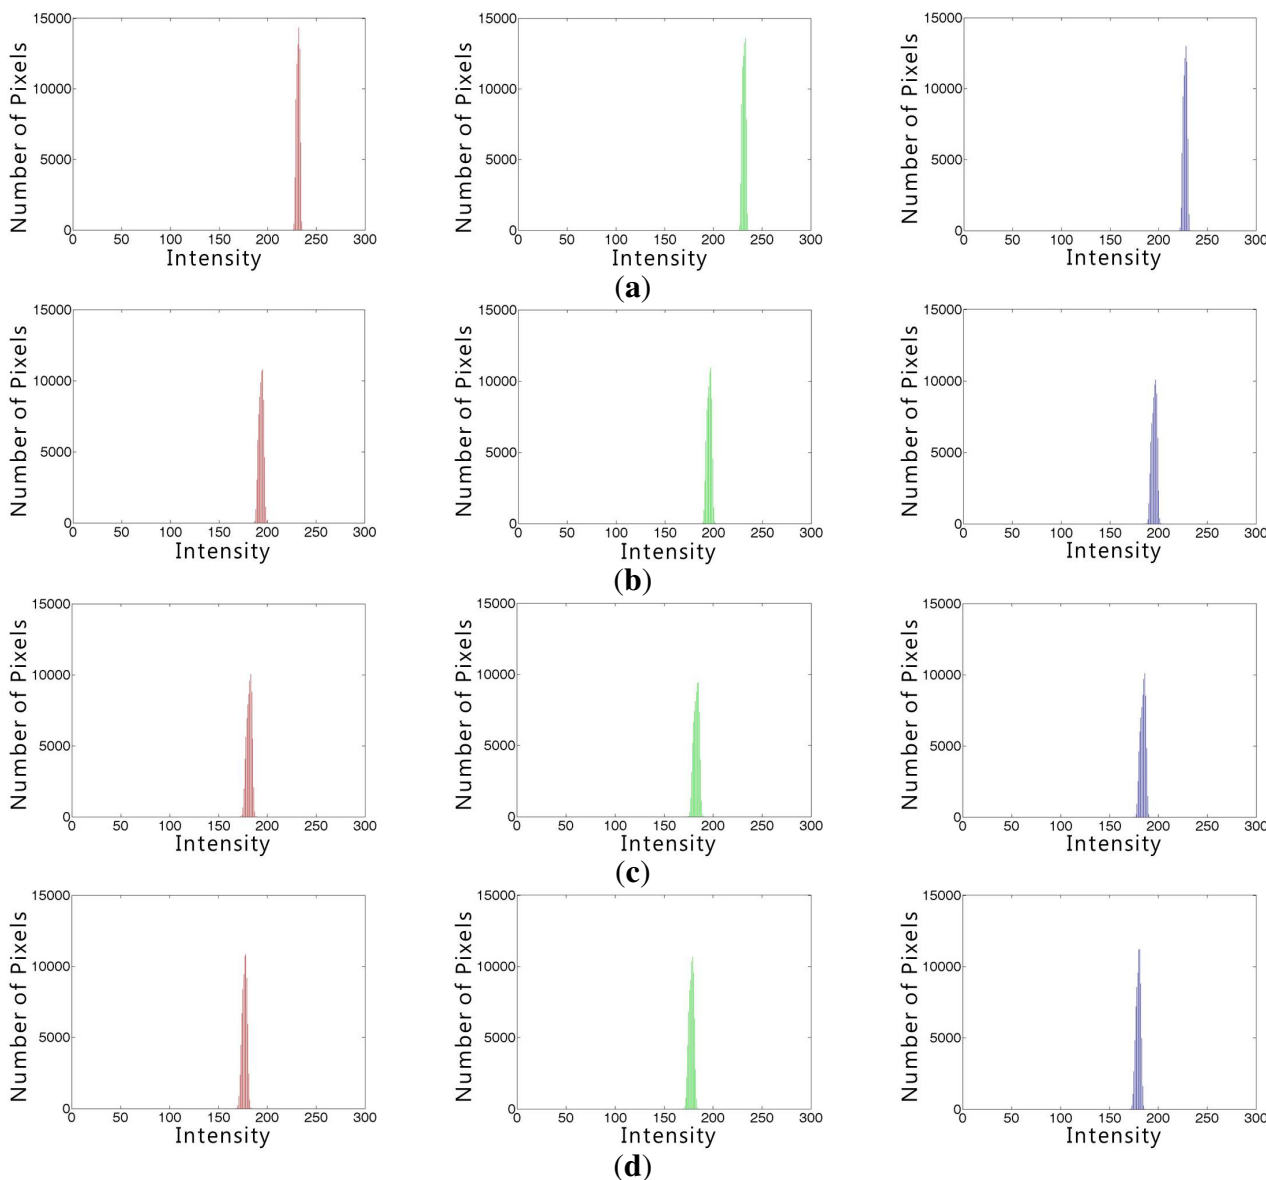 15000 15000 15000
Number of Pixels Number of Pixels Number of Pixels
10000 10000 10000
5000 5000 5000
0 0 0
0 50 100 150 200 250 300 0 50 100 150 200 250 300 0 50 100 150 200 250 300
Intensity Intensity Intensity
(a)
15000 15000 15000
Number of Pixels Number of Pixels Number of Pixels
10000 10000 10000
5000 5000 5000
0 0 0
0 50 100 150 200 250 300 0 50 100 150 200 250 300 0 50 100 150 200 250 300
Intensity Intensity Intensity
(b)
15000 15000 15000
Number of Pixels Number of Pixels Number of Pixels
10000 10000 10000
5000 5000 5000
0 0 0
0 50 100 150 200 250 300 0 50 100 150 200 250 300 0 50 100 150 200 250 300
Intensity Intensity Intensity
(c)
15000 15000 15000
Number of Pixels Number of Pixels Number of Pixels
10000 10000 10000
5000 5000 5000
0 0 0
0 50 100 150 200 250 300 0 50 100 150 200 250 300 0 50 100 150 200 250 300
Intensity Intensity Intensity
(d)